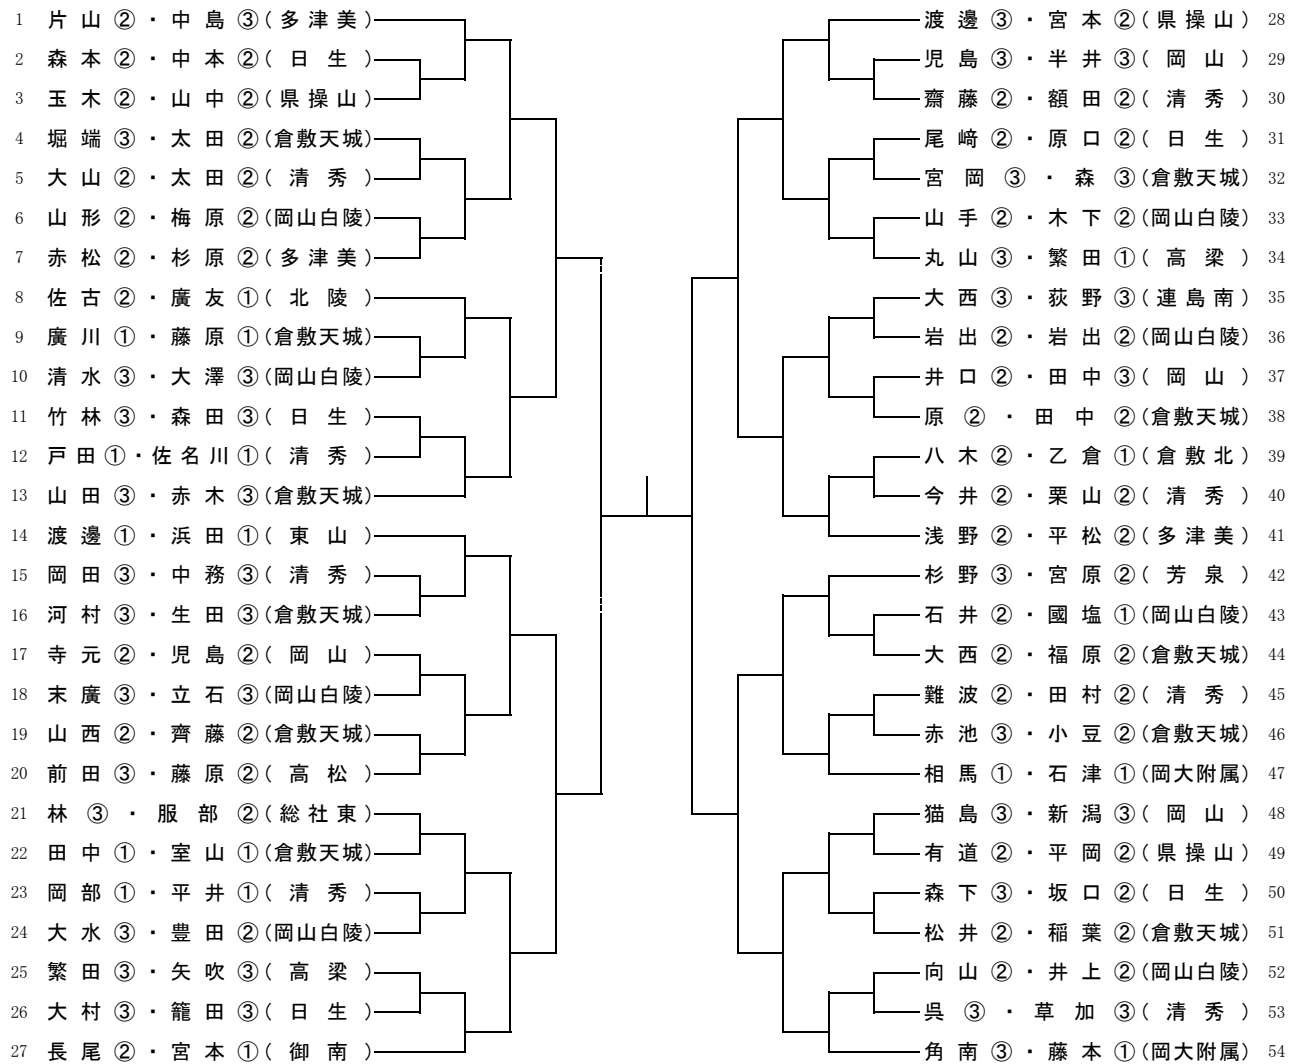 1 片山②・中島③(多津美)
2 森本②・中本②(日生)
3 玉木②・山中②(県操山)
4 堀端③・太田②(倉敷天城)
5 大山②・太田②(清秀)
6 山形②・梅原②(岡山白陵)
7 赤松②・杉原②(多津美)
8 佐古②・廣友①(北陵)
9 廣川①・藤原①(倉敷天城)
10 清水③・大澤③(岡山白陵)
11 竹林③・森田③(日生)
12 戸田①・佐名川①(清秀)
13 山田③・赤木③(倉敷天城)
14 渡邊①・浜田①(東山)
15 岡田③・中務③(清秀)
16 河村③・生田③(倉敷天城)
17 寺元②・児島②(岡山)
18 末廣③・立石③(岡山白陵)
19 山西②・齊藤②(倉敷天城)
20 前田③・藤原②(高松)
21 林③・服部②(総社東)
22 田中①・室山①(倉敷天城)
23 岡部①・平井①(清秀)
24 大水③・豊田②(岡山白陵)
25 繁田③・矢吹③(高梁)
26 大村③・籠田③(日生)
27 長尾②・宮本①(御南)
渡邊③・宮本②(県操山) 28
児島③・半井③(岡山) 29
齋藤②・額田②(清秀) 30
尾﨑②・原口②(日生) 31
宮岡③・森③(倉敷天城) 32
山手②・木下②(岡山白陵) 33
丸山③・繁田①(高梁) 34
大西③・荻野③(連島南) 35
岩出②・岩出②(岡山白陵) 36
井口②・田中③(岡山) 37
原②・田中②(倉敷天城) 38
八木②・乙倉①(倉敷北) 39
今井②・栗山②(清秀) 40
浅野②・平松②(多津美) 41
杉野③・宮原②(芳泉) 42
石井②・國塩①(岡山白陵) 43
大西②・福原②(倉敷天城) 44
難波②・田村②(清秀) 45
赤池③・小豆②(倉敷天城) 46
相馬①・石津①(岡大附属) 47
猫島③・新潟③(岡山) 48
有道②・平岡②(県操山) 49
森下③・坂口②(日生) 50
松井②・稲葉②(倉敷天城) 51
向山②・井上②(岡山白陵) 52
呉③・草加③(清秀) 53
角南③・藤本①(岡大附属) 54